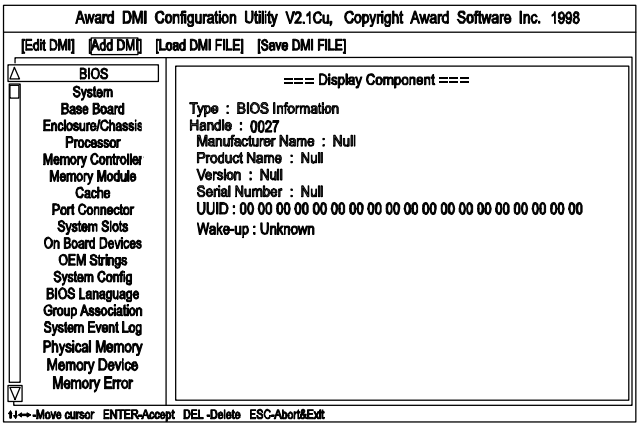 Award DMI Configuration Utility V2.1Cu, Copyright Award Software Inc. 1998
[Edit DMI] [Add DMI] [Load DMI FILE] [Save DMI FILE]
BIOS
System
Base Board
Enclosure/Chassis
Processor
Memory Controller
Memory Module
Cache
Port Connector
System Slots
On Board Devices
OEM Strings
System Config
BIOS Lanaguage
Group Association
System Event Log
Physical Memory
Memory Device
Memory Error
=== Display Component ===
Type : BIOS Information
Handle : 0027
Manufacturer Name : Null
Product Name : Null
Version : Null
Serial Number : Null
UUID : 00 00 00 00 00 00 00 00 00 00 00 00 00 00 00 00 00 00 00
Wake-up : Unknown
↑↓↔-Move cursor ENTER-Accept DEL -Delete ESC-Abort&Exit